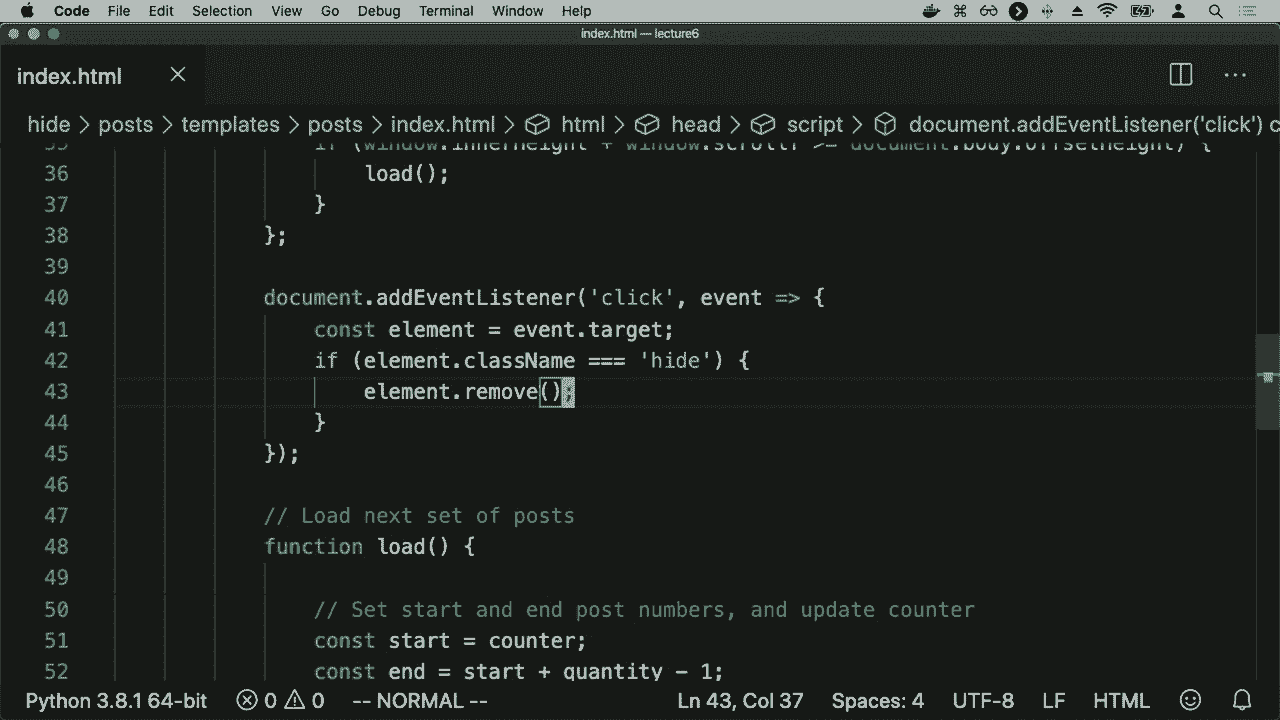 Code File Edit Selection View Go Debug Terminal Window Help
index.html — lecture6
index.html
hide > posts > templates > posts > index.html > html > head > script > document.addEventListener('click') c
35 if (window.innerHeight + window.scrollY >= document.body.offsetHeight) {
36 load();
37 }
38 };
39
40 document.addEventListener('click', event => {
41 const element = event.target;
42 if (element.className === 'hide') {
43 element.remove();
44 }
45 });
46
47 // Load next set of posts
48 function load() {
49
50 // Set start and end post numbers, and update counter
51 const start = counter;
52 const end = start + quantity - 1;
Python 3.8.1 64-bit 0 0 -- NORMAL -- Ln 43, Col 37 Spaces: 4 UTF-8 LF HTML